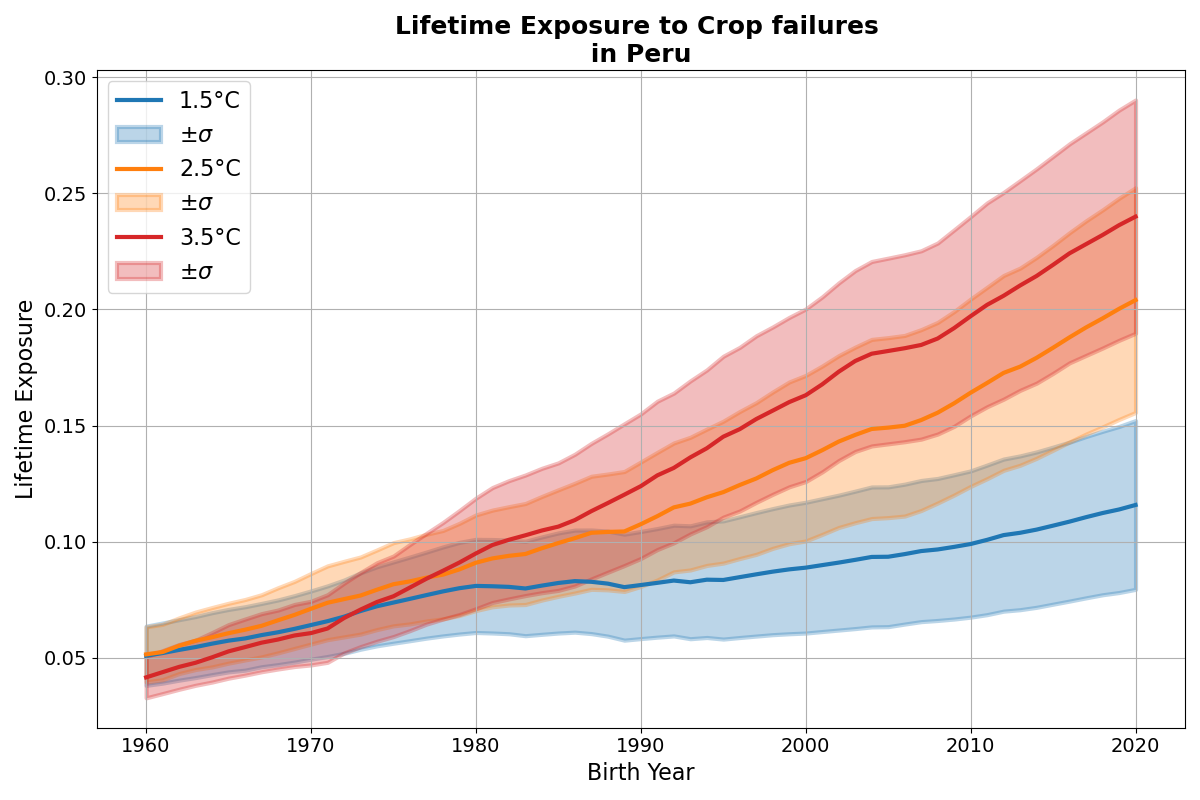 Lifetime Exposure to Crop failures
in Peru
Lifetime Exposure
0.30
0.25
0.20
0.15
0.10
0.05
1.5°C
±σ
2.5°C
±σ
3.5°C
±σ
1960 1970 1980 1990 2000 2010 2020
Birth Year